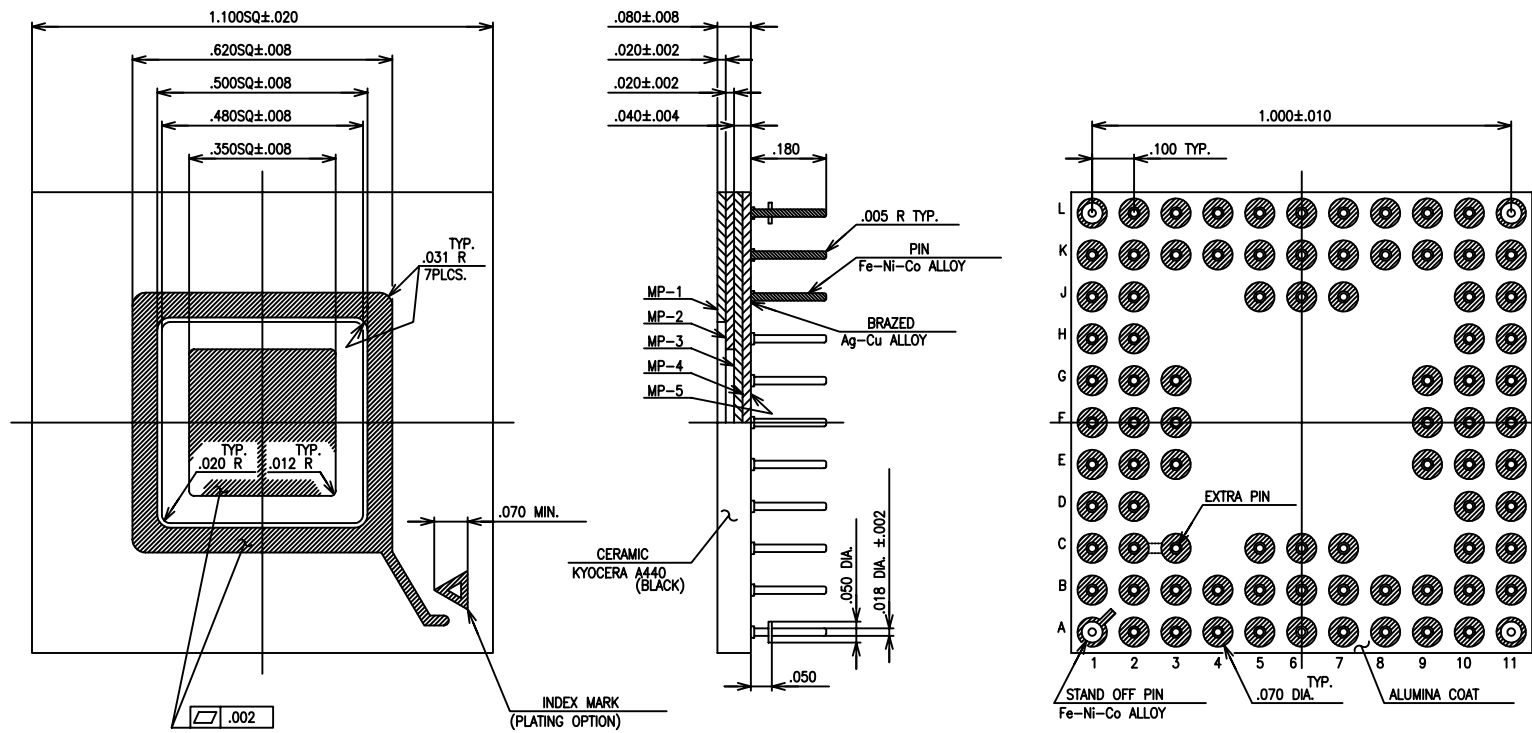 1.100SQ±.020
.620SQ±.008
.500SQ±.008
.480SQ±.008
.350SQ±.008
TYP.
.031 R
7PLCS.
TYP.
.020 R
TYP.
.012 R
.070 MIN.
INDEX MARK
(PLATING OPTION)
.002
.080±.008
.020±.002
.020±.002
.040±.004
.180
.005 R TYP.
PIN
Fe-Ni-Co ALLOY
MP-1
MP-2
MP-3
MP-4
MP-5
BRAZED
Ag-Cu ALLOY
CERAMIC
KYOCERA A440
(BLACK)
.050 DIA.
.018 DIA. ±.002
.050
1.000±.010
.100 TYP.
L
K
J
H
G
F
E
D
C
B
A
EXTRA PIN
1 2 3 4 5 6 7 8 9 10 11
STAND OFF PIN
Fe-Ni-Co ALLOY
TYP.
.070 DIA.
ALUMINA COAT